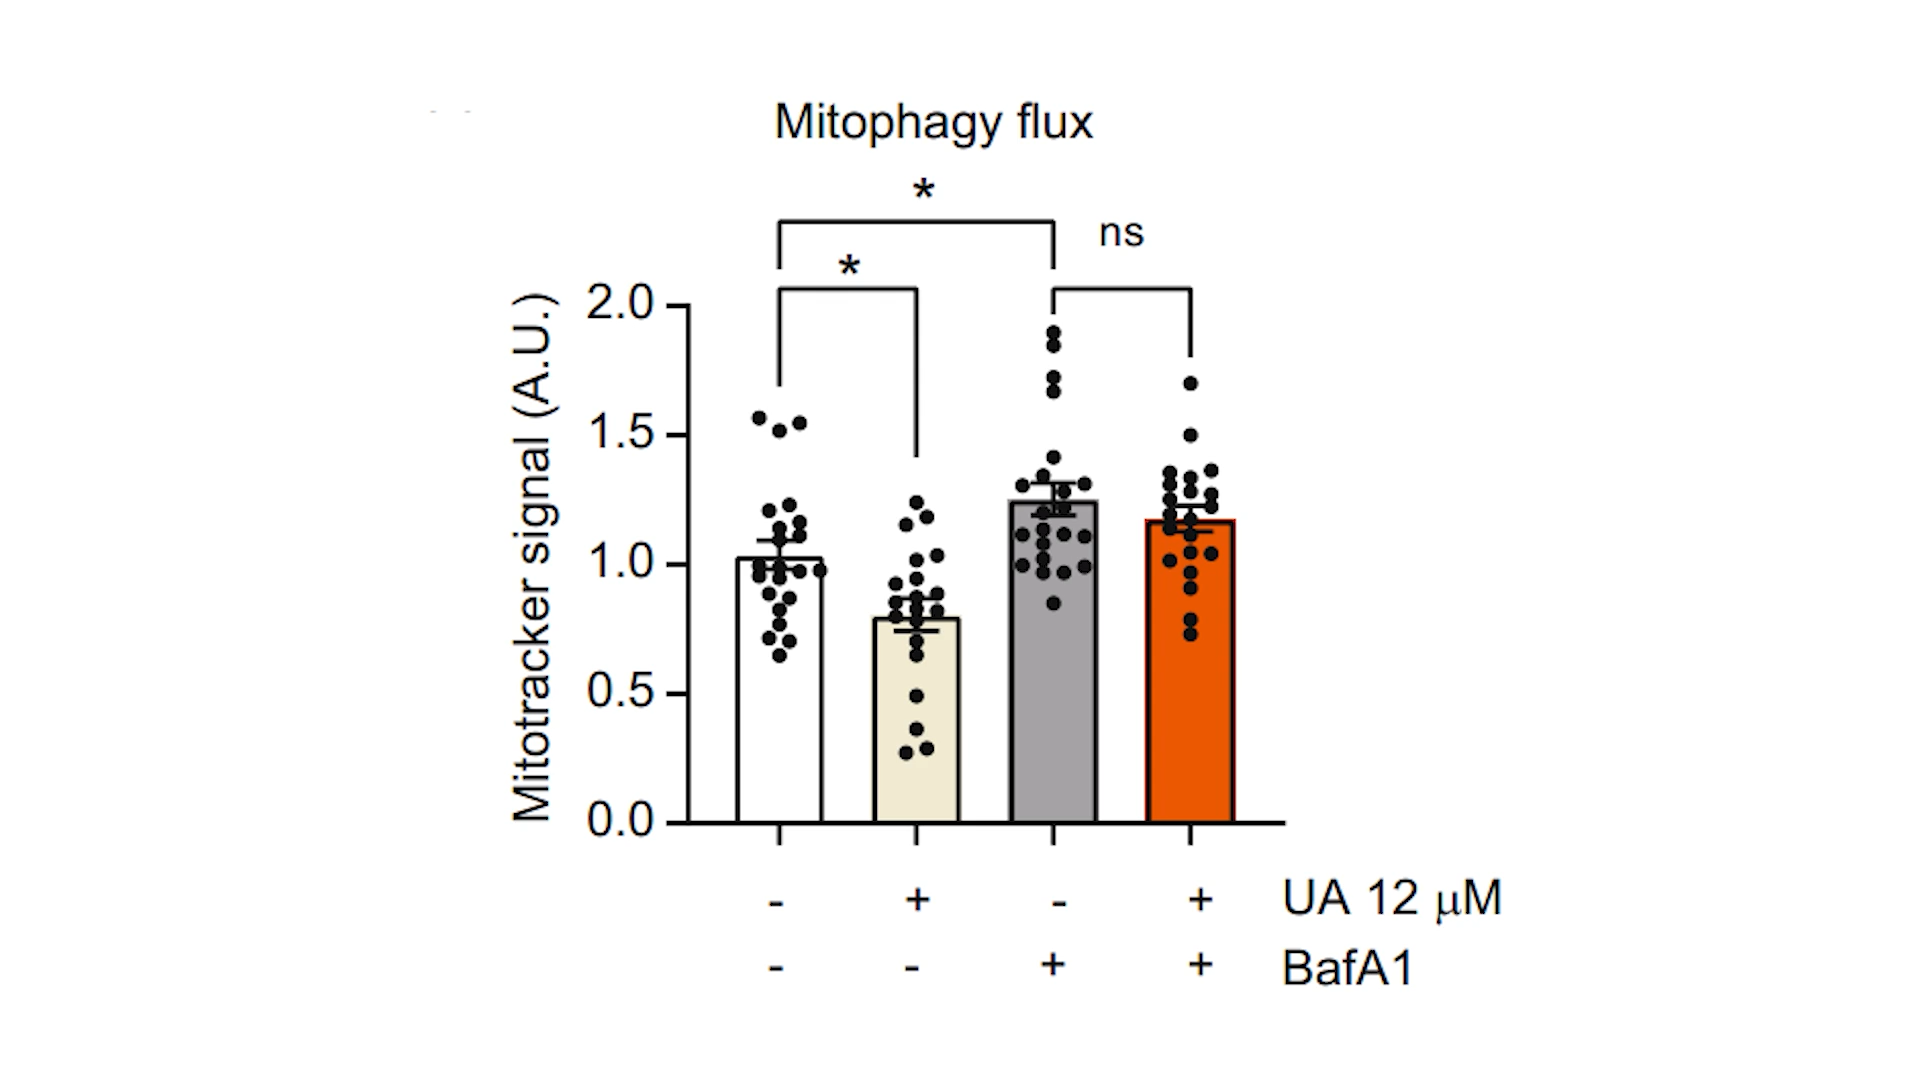 Mitophagy flux
*
ns
*
Mitotracker signal (A.U.)
2.0
1.5
1.0
0.5
0.0
- + - + UA 12 μM
- - + + BafA1